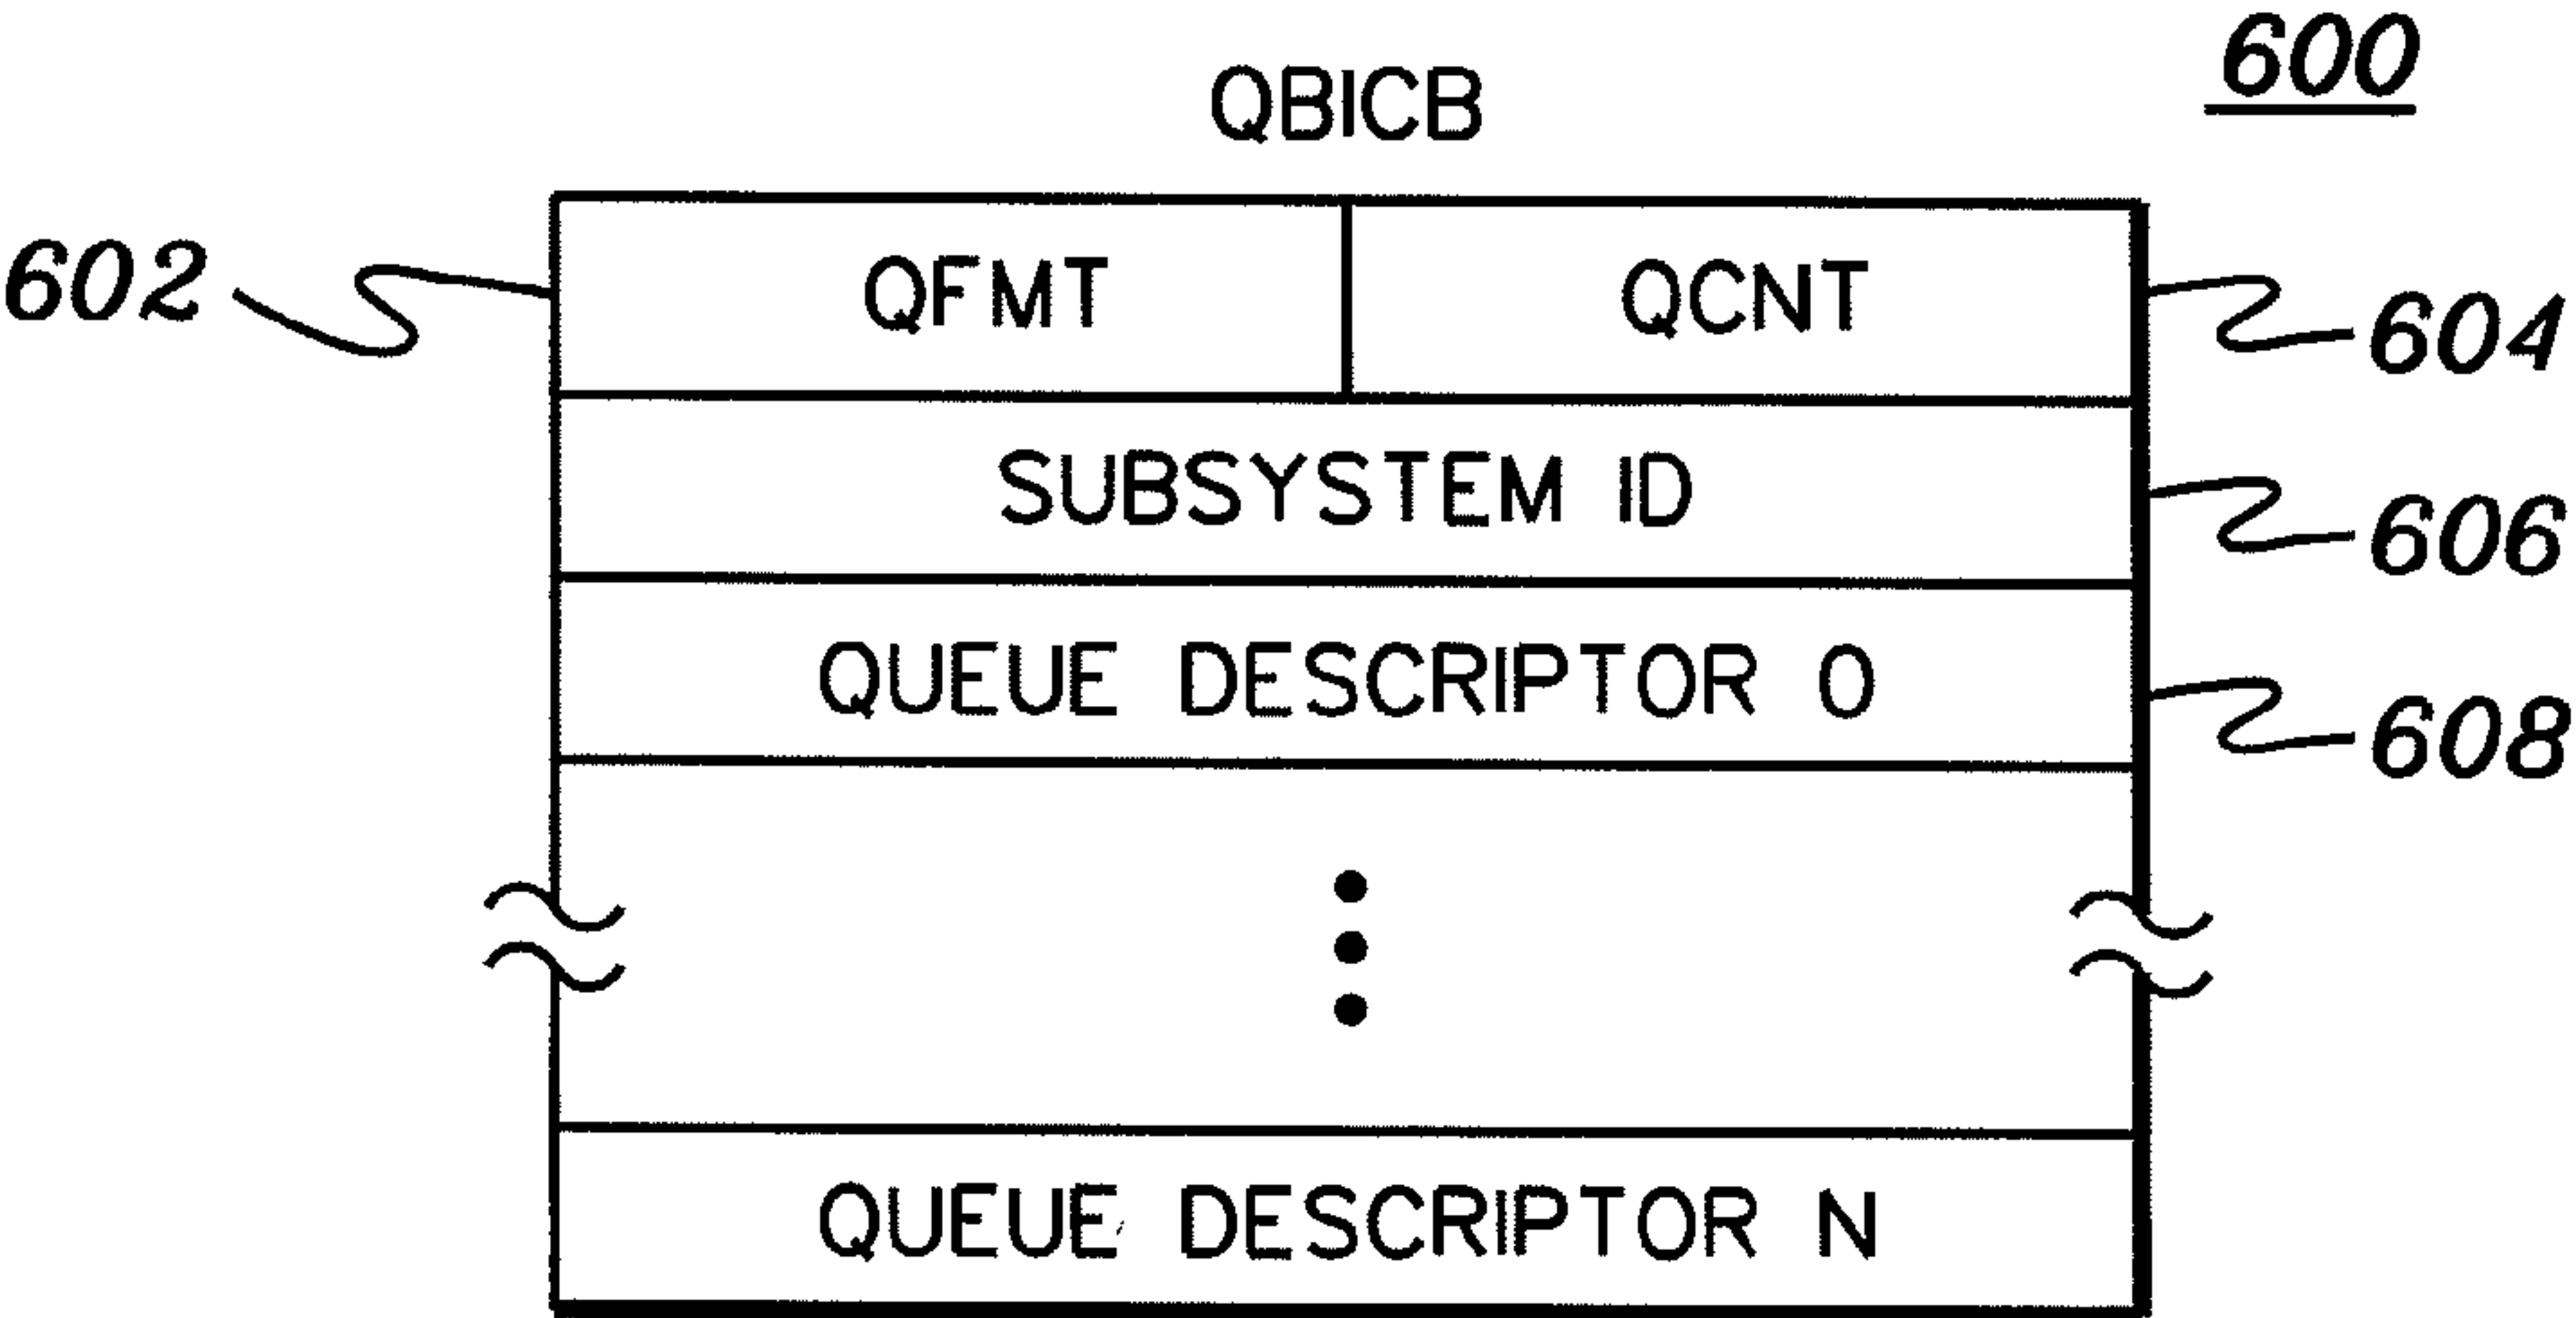 600
QBICB
602 QFMT QCNT 604
SUBSYSTEM ID 606
QUEUE DESCRIPTOR 0 608
QUEUE DESCRIPTOR N